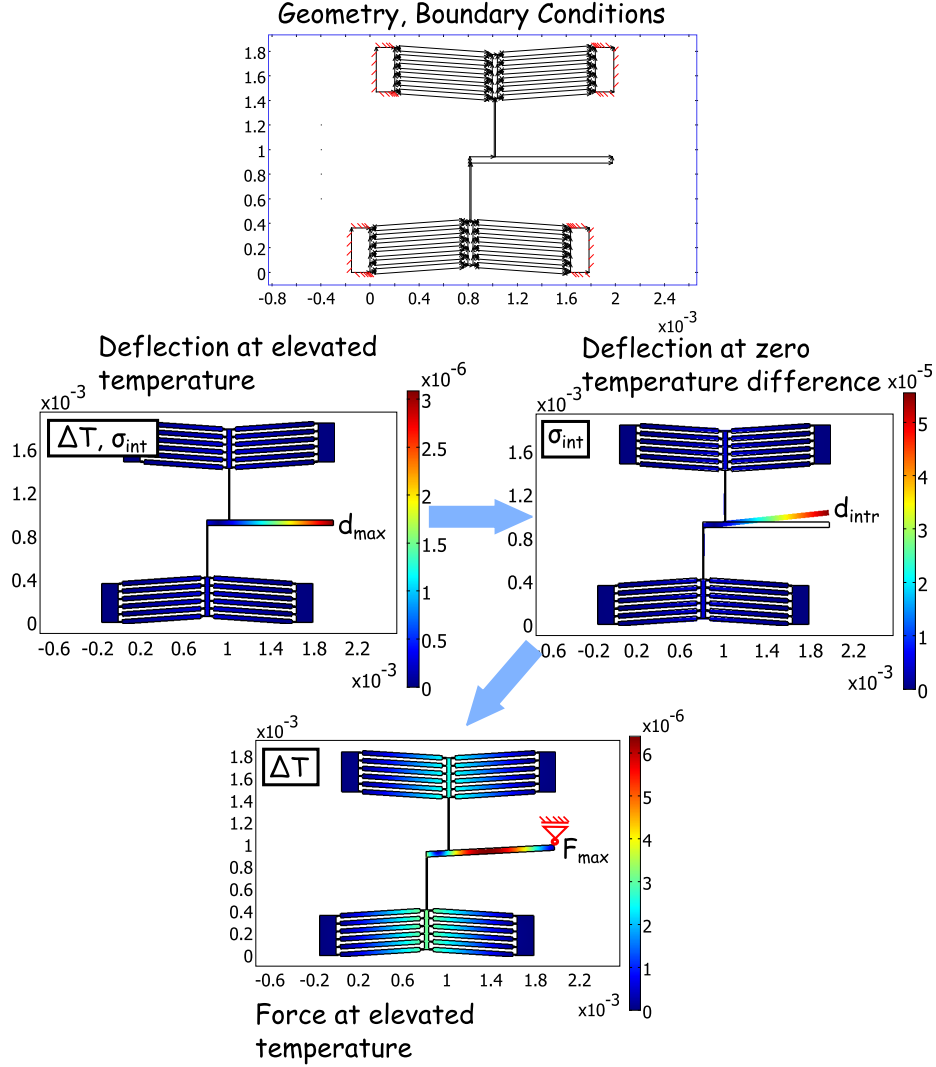 Geometry, Boundary Conditions
1.8
1.6
1.4
1.2
1
0.8
0.6
0.4
0.2
0
-0.8 -0.4 0 0.4 0.8 1.2 1.6 2 2.4
x10-3
Deflection at elevated
temperature
x10-3
x10-6
ΔT, σint
1.6
1.2
0.8
0.4
0
dmax
-0.6 -0.2 0.2 0.6 1 1.4 1.8 2.2
x10-3
3
2.5
2
1.5
1
0.5
0
Deflection at zero
temperature difference
x10-3
x10-5
σint
1.6
1.2
0.8
0.4
0
dintr
0.6 -0.2 0.2 0.6 1 1.4 1.8 2.2
x10-3
5
4
3
2
1
0
x10-3
x10-6
ΔT
1.8
1.6
1.4
1.2
1
0.8
0.6
0.4
0.2
0
Fmax
-0.6 -0.2 0.2 0.6 1 1.4 1.8 2.2
x10-3
6
5
4
3
2
1
0
Force at elevated
temperature